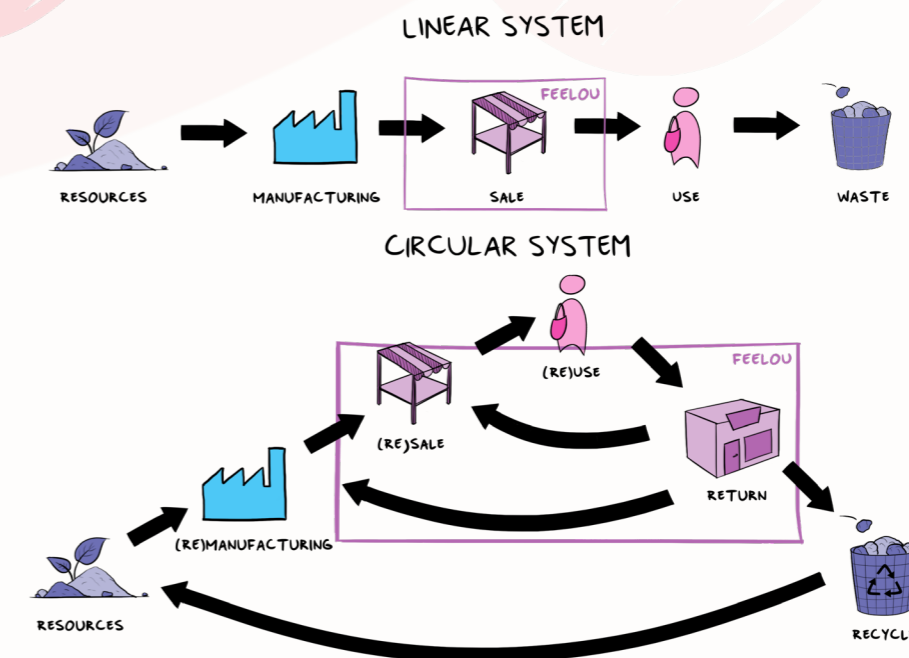 LINEAR SYSTEM
FEELOU
RESOURCES
MANUFACTURING
SALE
USE
WASTE
CIRCULAR SYSTEM
(RE)USE
FEELOU
(RE)SALE
RETURN
(RE)MANUFACTURING
RESOURCES
RECYCL